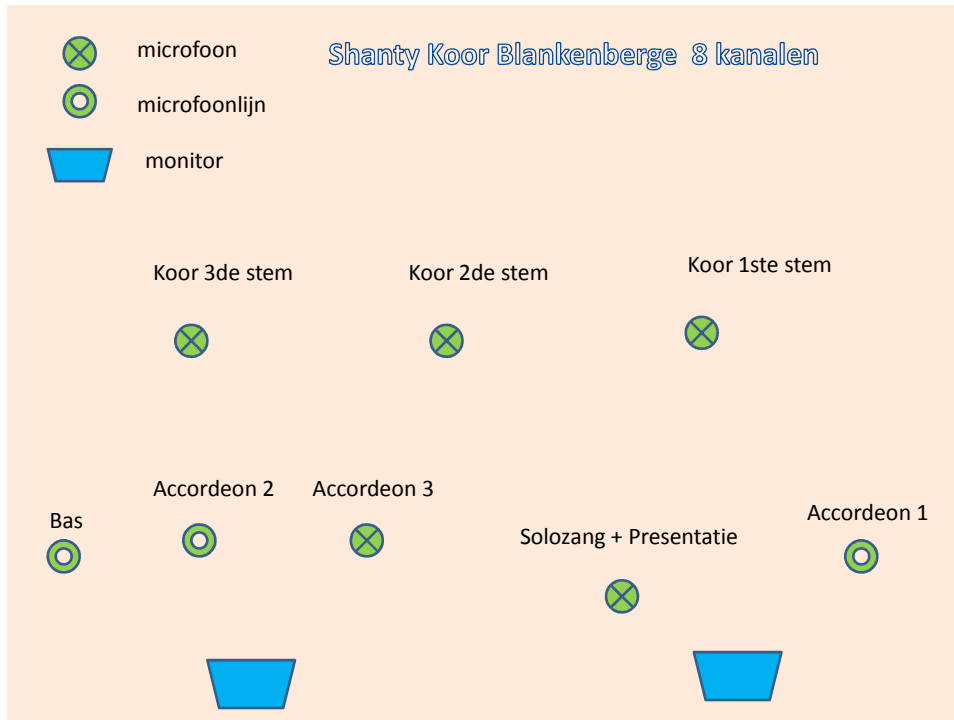 microfoon
Shanty Koor Blankenberge 8 kanalen
microfoonlijn
monitor
Koor 3de stem
Koor 2de stem
Koor 1ste stem
Accordeon 2
Accordeon 3
Bas
Solozang + Presentatie
Accordeon 1